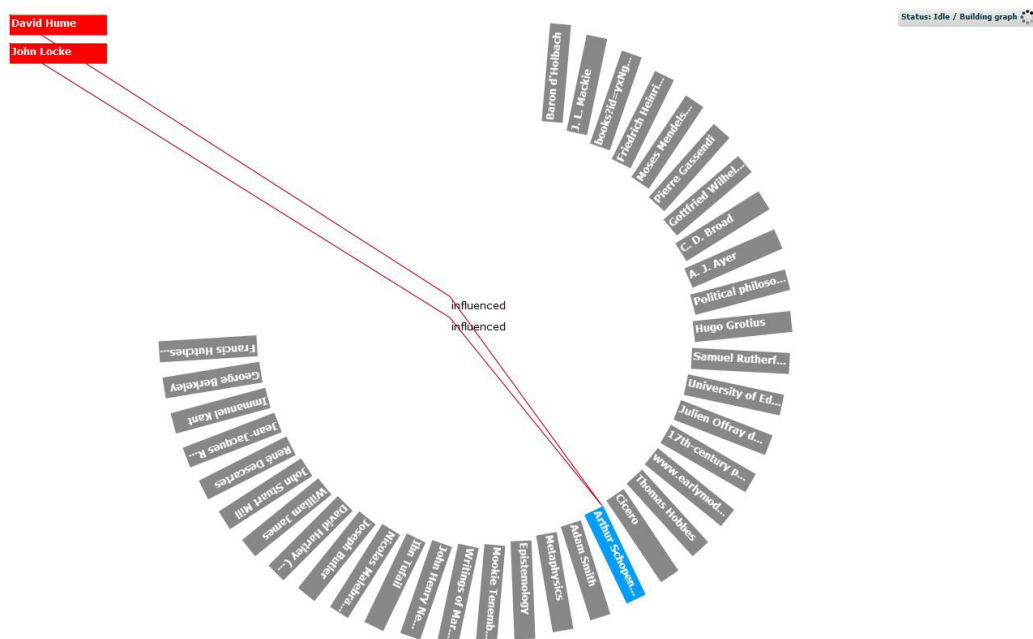 David Hume
John Locke
Status: Idle / Building graph
influenced
influenced
Baron d'Holbach
J. L. Mackie
books?id=yxNg...
Friedrich Heinri...
Moses Mendels...
Pierre Gassendi
Gottfried Wilhel...
C. D. Broad
A. J. Ayer
Political philoso...
Hugo Grotius
Samuel Rutherf...
University of Ed...
Julien Offray d...
17th-century p...
www.earlymod...
Thomas Hobbes
Cicero
Arthur Schopen...
Adam Smith
Metaphysics
Epistemology
Mookie Tenemb...
Writings of Mar...
John Henry Ne...
Ibn Tufail
Nicolas Malebra...
Joseph Butler
David Hartley (...
William James
John Stuart Mill
René Descartes
Jean-Jacques R...
Immanuel Kant
George Berkeley
Francis Hutches...